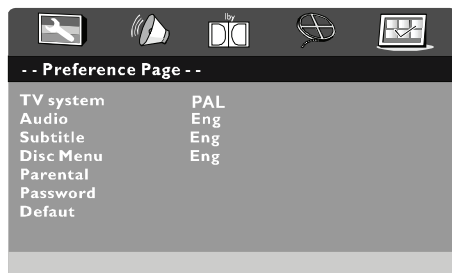 lby
- - Preference Page - -
TV system PAL
Audio Eng
Subtitle Eng
Disc Menu Eng
Parental
Password
Defaut